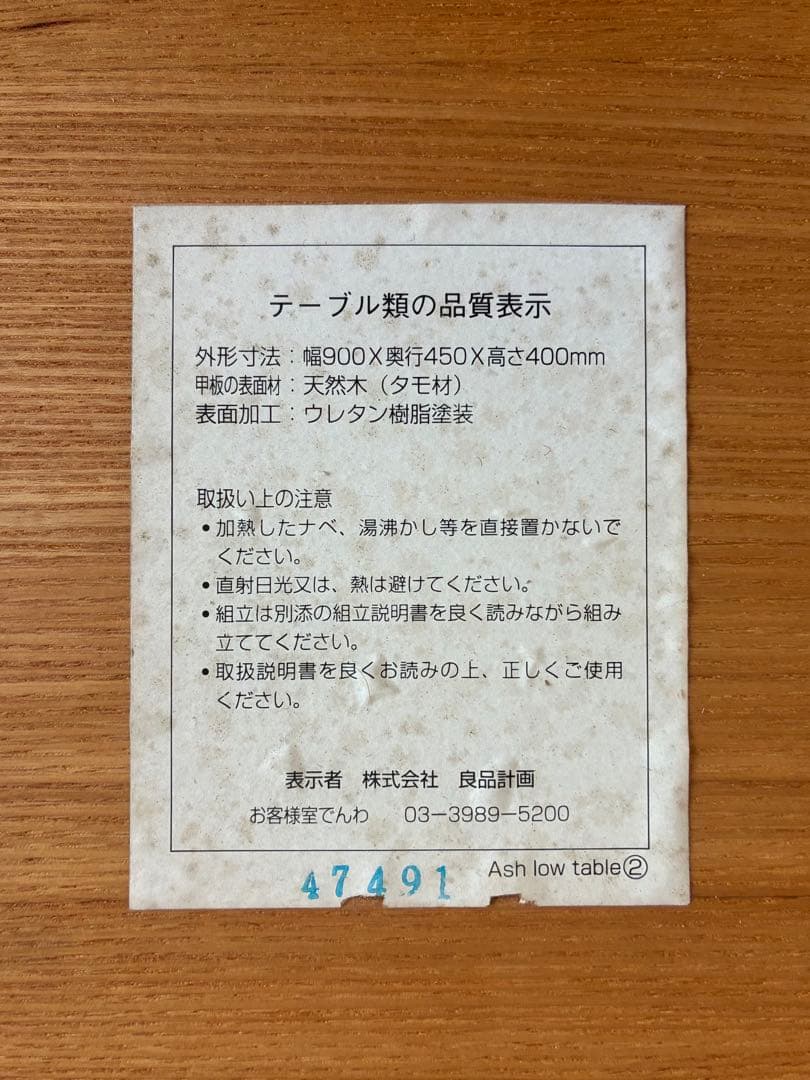 テーブル類の品質表示
外形寸法：幅900X奥行450X高さ400mm
甲板の表面材：天然木（タモ材）
表面加工：ウレタン樹脂塗装
取扱い上の注意
●加熱したナベ、湯沸かし等を直接置かないで
ください。
●直射日光又は、熱は避けてください。
●組立は別添の組立説明書を良く読みながら組み
立ててください。
●取扱説明書を良くお読みの上、正しくご使用
ください。
表示者　株式会社　良品計画
お客様室でんわ　03－3989－5200
Ash low table②
47491